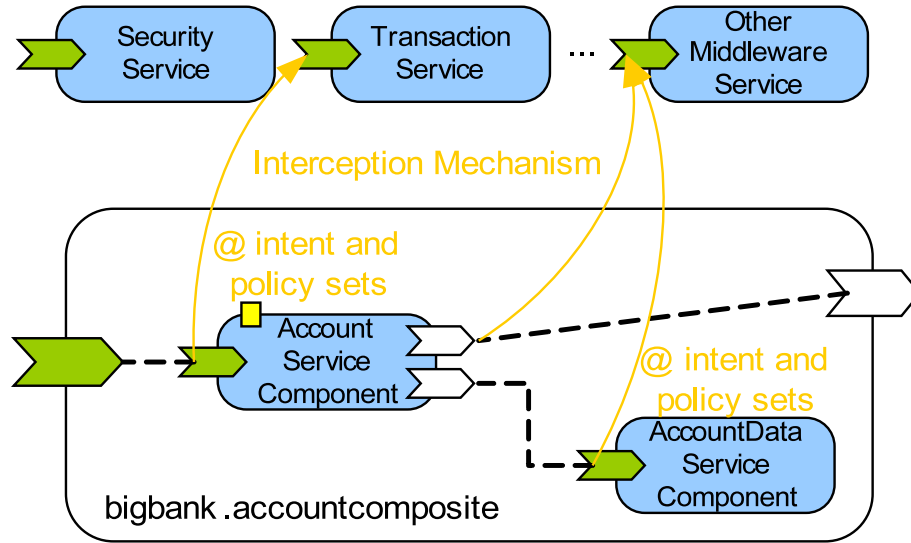 Security
Service
Transaction
Service
...
Other
Middleware
Service
Interception Mechanism
@ intent and
policy sets
Account
Service
Component
@ intent and
policy sets
AccountData
Service
Component
bigbank .accountcomposite